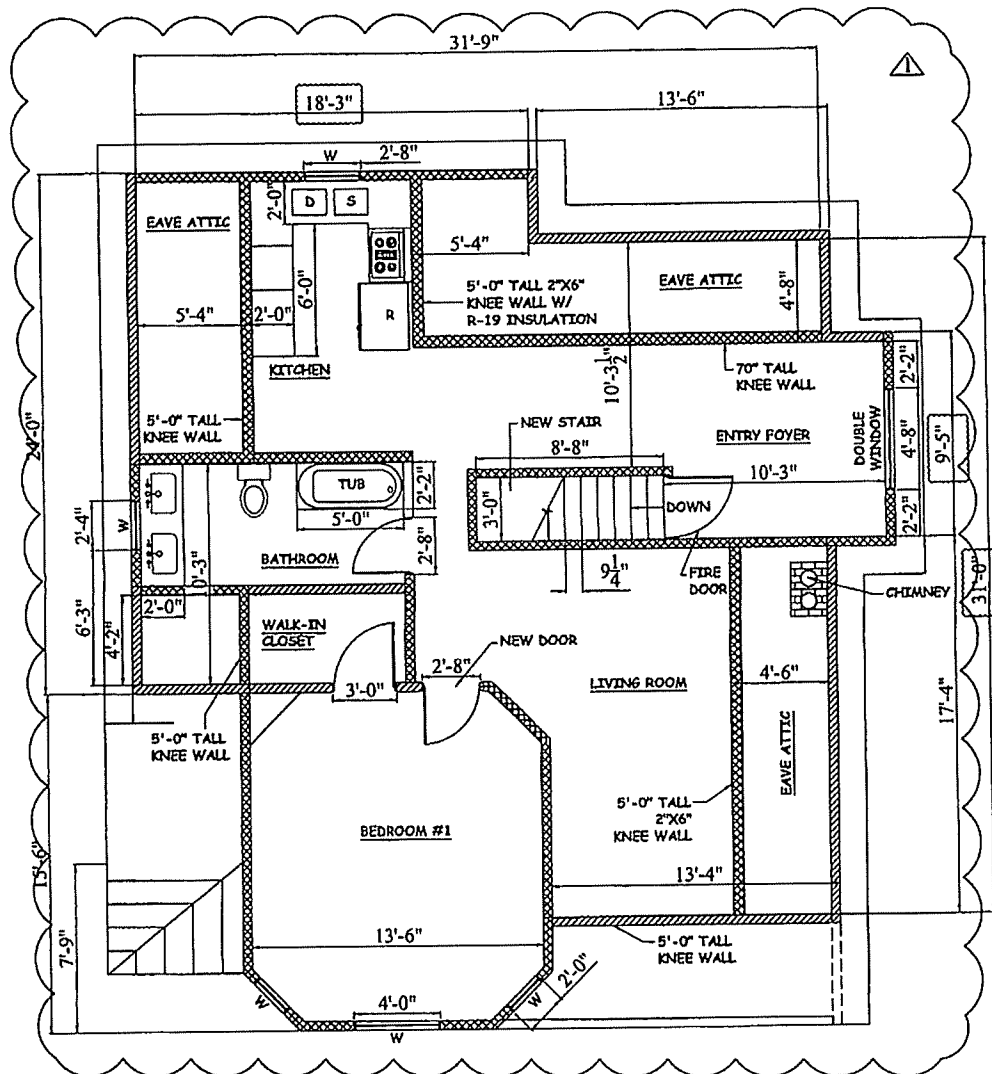 31'-9"
1
18'-3"
13'-6"
W
2'-8"
2'-0"
D
S
EAVE ATTIC
5'-4"
5'-0" TALL 2"X6"
KNEE WALL W/
R-19 INSULATION
EAVE ATTIC
4'-8"
6'-0"
R
5'-4"
2'-0"
KITCHEN
10'-3 1/2"
70" TALL
KNEE WALL
2'-2"
24'-0"
5'-0" TALL
KNEE WALL
NEW STAIR
ENTRY FOYER
DOUBLE
WINDOW
4'-8"
9'-5"
8'-8"
10'-3"
TUB
2'-2"
5'-0"
3'-0"
DOWN
2'-2"
W
2'-4"
BATHROOM
2'-8"
9 1/4"
FIRE
DOOR
CHIMNEY
31'-0"
0'-3"
6'-3"
4'-2"
2'-0"
WALK-IN
CLOSET
NEW DOOR
2'-8"
3'-0"
LIVING ROOM
4'-6"
17'-4"
5'-0" TALL
KNEE WALL
EAVE ATTIC
5'-0" TALL
2"X6"
KNEE WALL
BEDROOM #1
15'-6"
13'-4"
7'-9"
13'-6"
5'-0" TALL
KNEE WALL
W
4'-0"
W
W
2'-0"